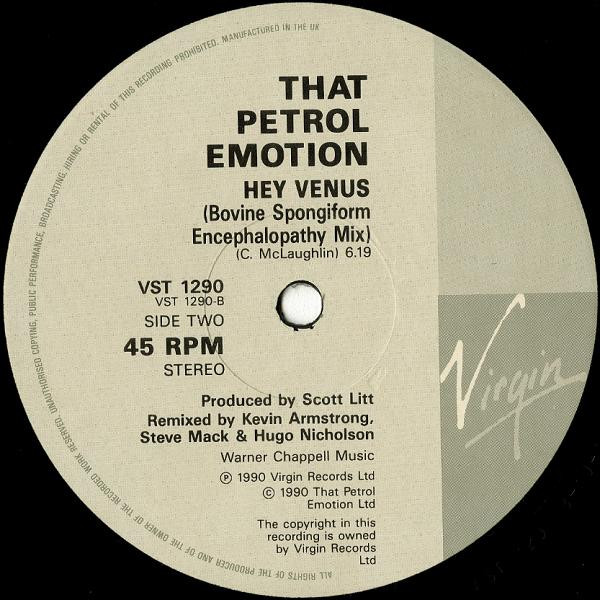 ALL RIGHTS OF THE PRODUCER AND OF THE OWNER OF THE RECORDED WORK RESERVED. UNAUTHORISED COPYING, PUBLIC PERFORMANCE, BROADCASTING, HIRING OR RENTAL OF THIS RECORDING PROHIBITED. MANUFACTURED IN THE UK
THAT
PETROL
EMOTION
HEY VENUS
(Bovine Spongiform
Encephalopathy Mix)
(C. McLaughlin) 6.19
VST 1290
VST 1290-B
SIDE TWO
45 RPM
STEREO
Virgin
Produced by Scott Litt
Remixed by Kevin Armstrong,
Steve Mack & Hugo Nicholson
Warner Chappell Music
Ⓟ 1990 Virgin Records Ltd
© 1990 That Petrol
Emotion Ltd
The copyright in this
recording is owned
by Virgin Records
Ltd